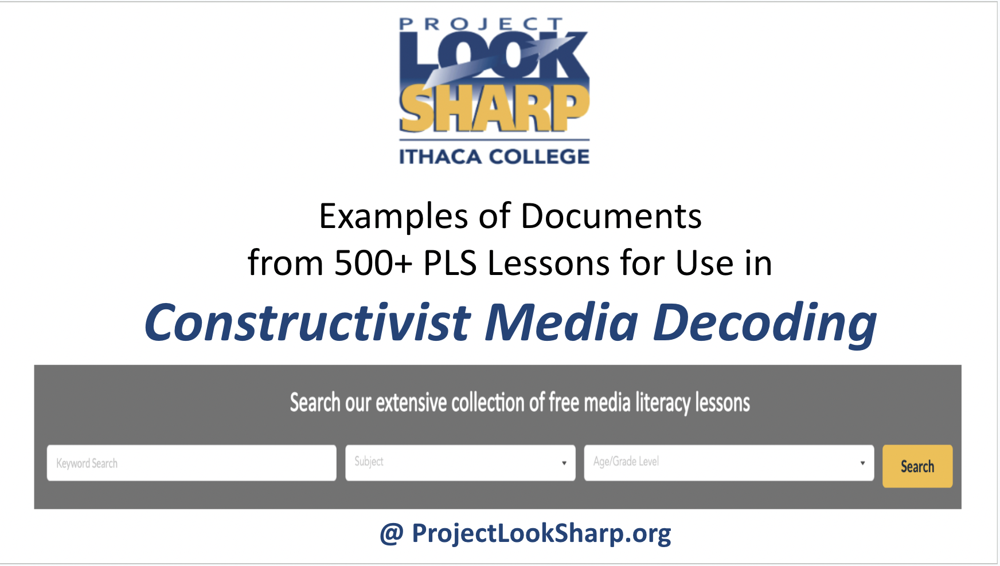 PROJECT
LOOK
SHARP
ITHACA COLLEGE
Examples of Documents
from 500+ PLS Lessons for Use in
Constructivist Media Decoding
Search our extensive collection of free media literacy lessons
Keyword Search Subject Age/Grade Level Search
@ ProjectLookSharp.org